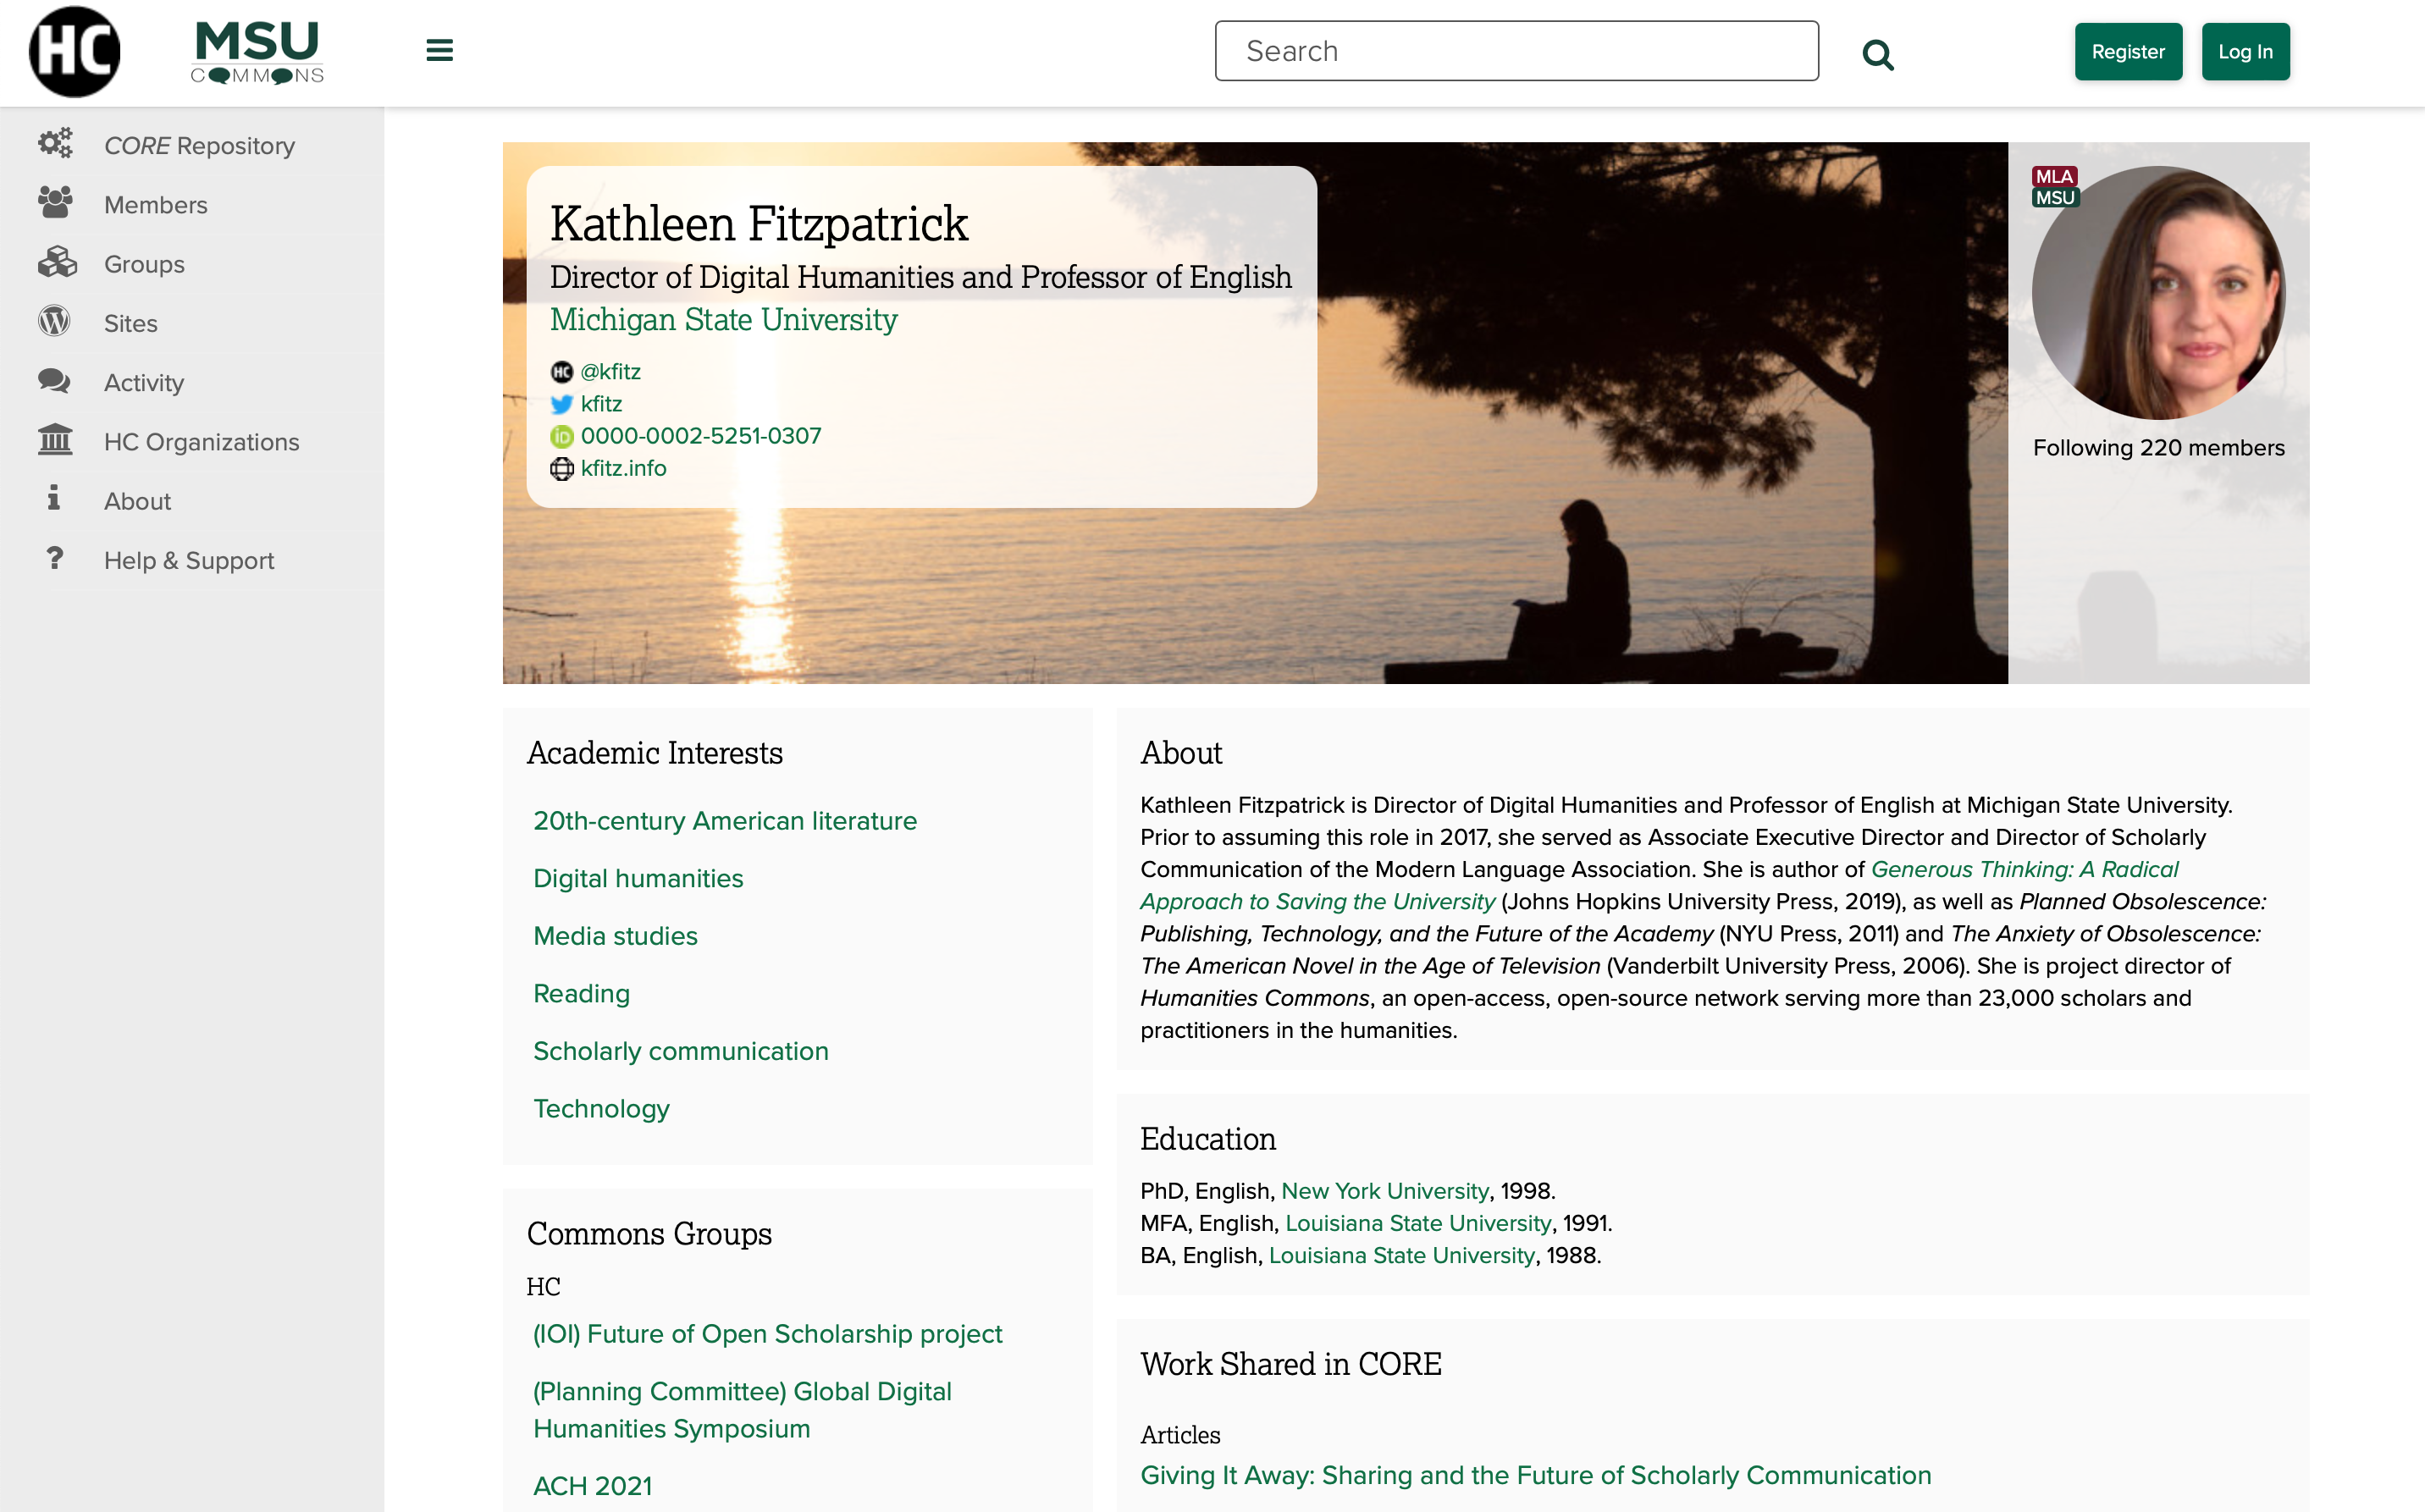 HC
MSU
COMMONS
Search
Register
Log In
CORE Repository
Members
Groups
Sites
Activity
HC Organizations
About
Help & Support
Kathleen Fitzpatrick
Director of Digital Humanities and Professor of English
Michigan State University
HC @kfitz
kfitz
iD 0000-0002-5251-0307
kfitz.info
MLA
MSU
Following 220 members
Academic Interests
20th-century American literature
Digital humanities
Media studies
Reading
Scholarly communication
Technology
Commons Groups
HC
(IOI) Future of Open Scholarship project
(Planning Committee) Global Digital
Humanities Symposium
ACH 2021
About
Kathleen Fitzpatrick is Director of Digital Humanities and Professor of English at Michigan State University.
Prior to assuming this role in 2017, she served as Associate Executive Director and Director of Scholarly
Communication of the Modern Language Association. She is author of Generous Thinking: A Radical
Approach to Saving the University (Johns Hopkins University Press, 2019), as well as Planned Obsolescence:
Publishing, Technology, and the Future of the Academy (NYU Press, 2011) and The Anxiety of Obsolescence:
The American Novel in the Age of Television (Vanderbilt University Press, 2006). She is project director of
Humanities Commons, an open-access, open-source network serving more than 23,000 scholars and
practitioners in the humanities.
Education
PhD, English, New York University, 1998.
MFA, English, Louisiana State University, 1991.
BA, English, Louisiana State University, 1988.
Work Shared in CORE
Articles
Giving It Away: Sharing and the Future of Scholarly Communication